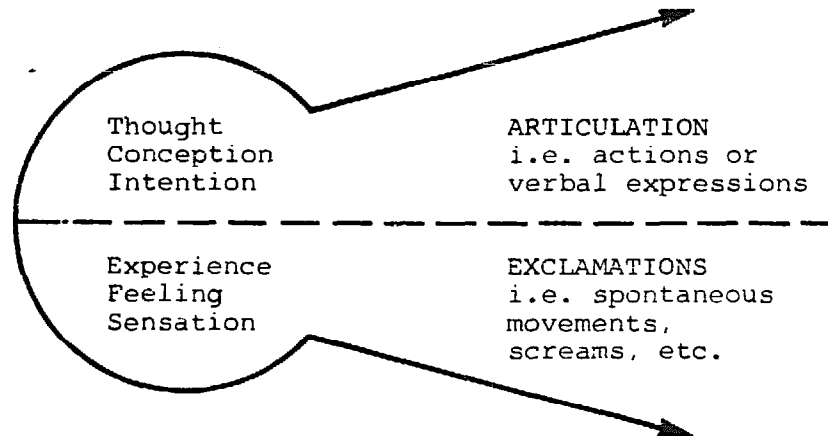 Thought
Conception
Intention
ARTICULATION
i.e. actions or
verbal expressions
Experience
Feeling
Sensation
EXCLAMATIONS
i.e. spontaneous
movements,
screams, etc.